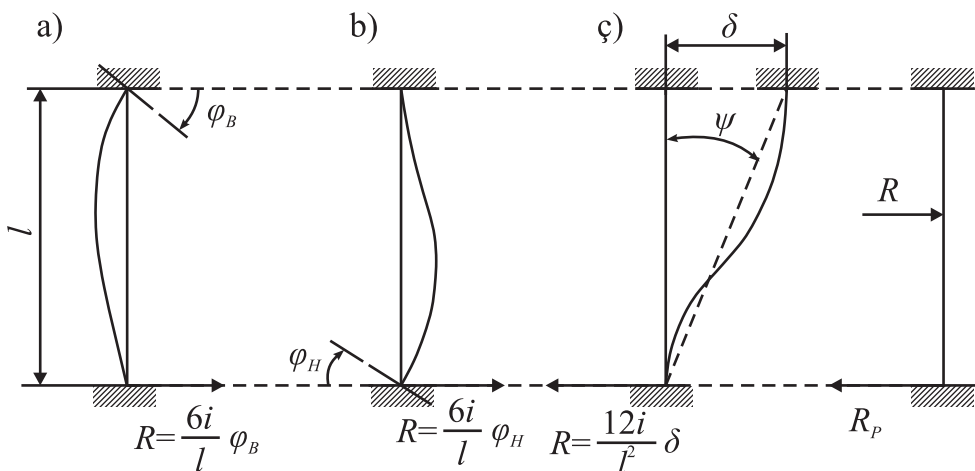 a) b) ç)
δ
φ_B
ψ
l
R
φ_H
R=6i/l φ_B
R=6i/l φ_H
R=12i/l² δ
R_P